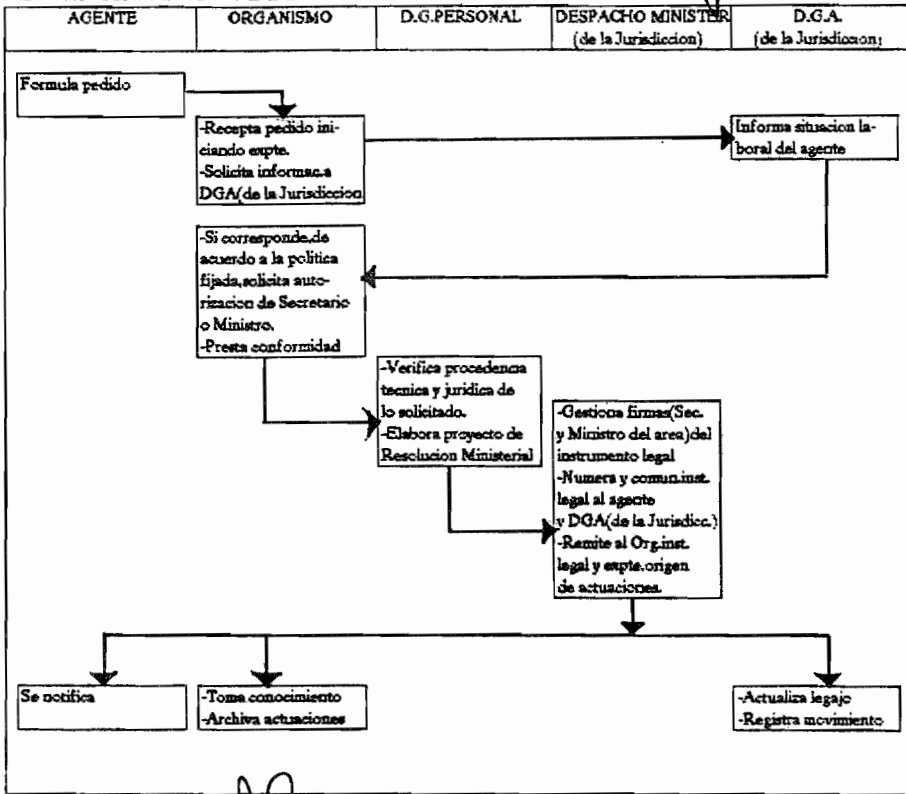 AGENTE
ORGANISMO
D.G.PERSONAL
DESPACHO MINISTER
(de la Jurisdiccion)
D.G.A.
(de la Jurisdiccion)
Formula pedido
-Recepta pedido ini-
ciando expte.
-Solicita informac.a
DGA(de la Jurisdiccion
Informa situacion la-
boral del agente
-Si corresponde,de
acuerdo a la politica
fijada,solicita auto-
rizacion de Secretario
o Ministro.
-Presta conformidad
-Verifica procedencia
tecnica y juridica de
lo solicitado.
-Elabora proyecto de
Resolucion Ministerial
-Gestiona firmas(Sec.
y Ministro del area)del
instrumento legal
-Numera y comun.inst.
legal al agente
y DGA(de la Jurisdicc.)
-Remite al Org.inst.
legal y expte.origen
de actuaciones.
Se notifica
-Toma conocimiento
-Archiva actuaciones
-Actualiza legajo
-Registra movimiento